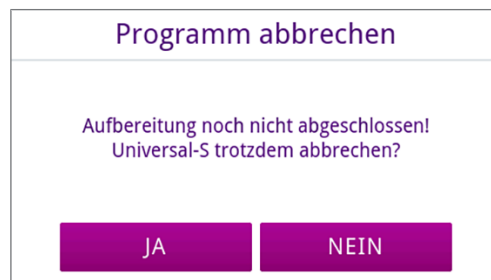 Programm abbrechen
Aufbereitung noch nicht abgeschlossen!
Universal-S trotzdem abbrechen?
JA
NEIN